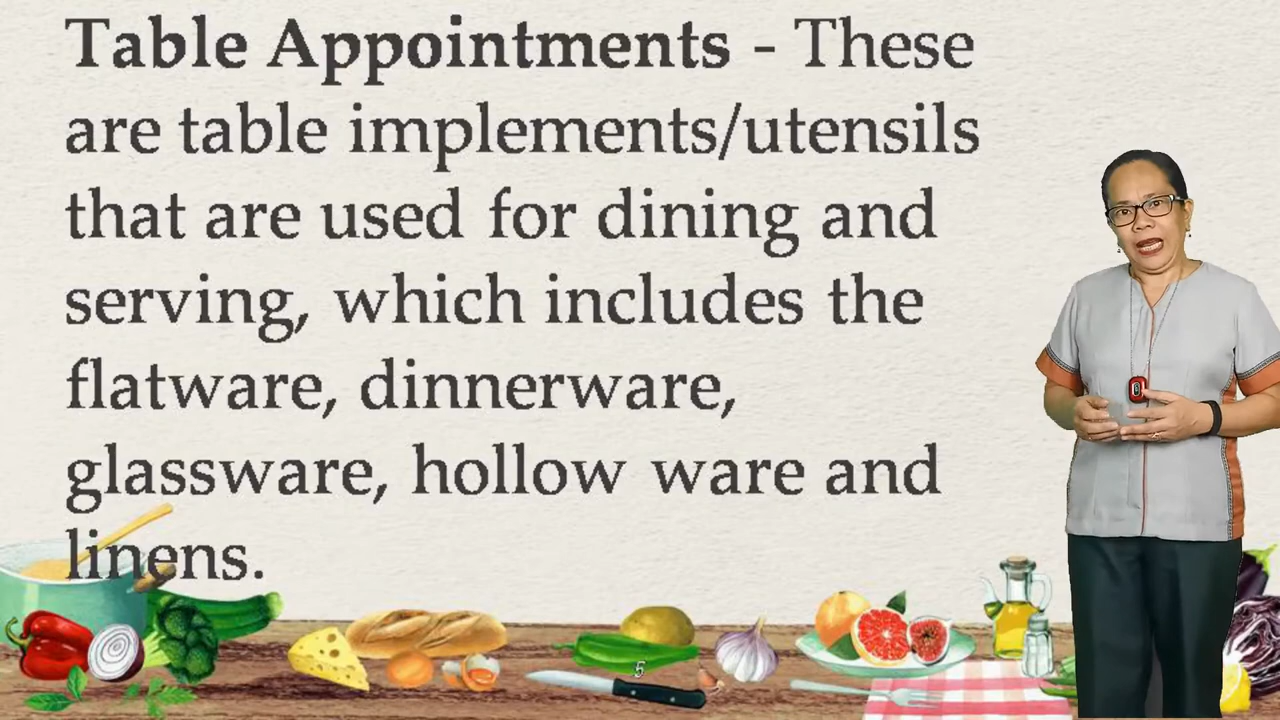 Table Appointments - These
are table implements/utensils
that are used for dining and
serving, which includes the
flatware, dinnerware,
glassware, hollow ware and
linens.
5